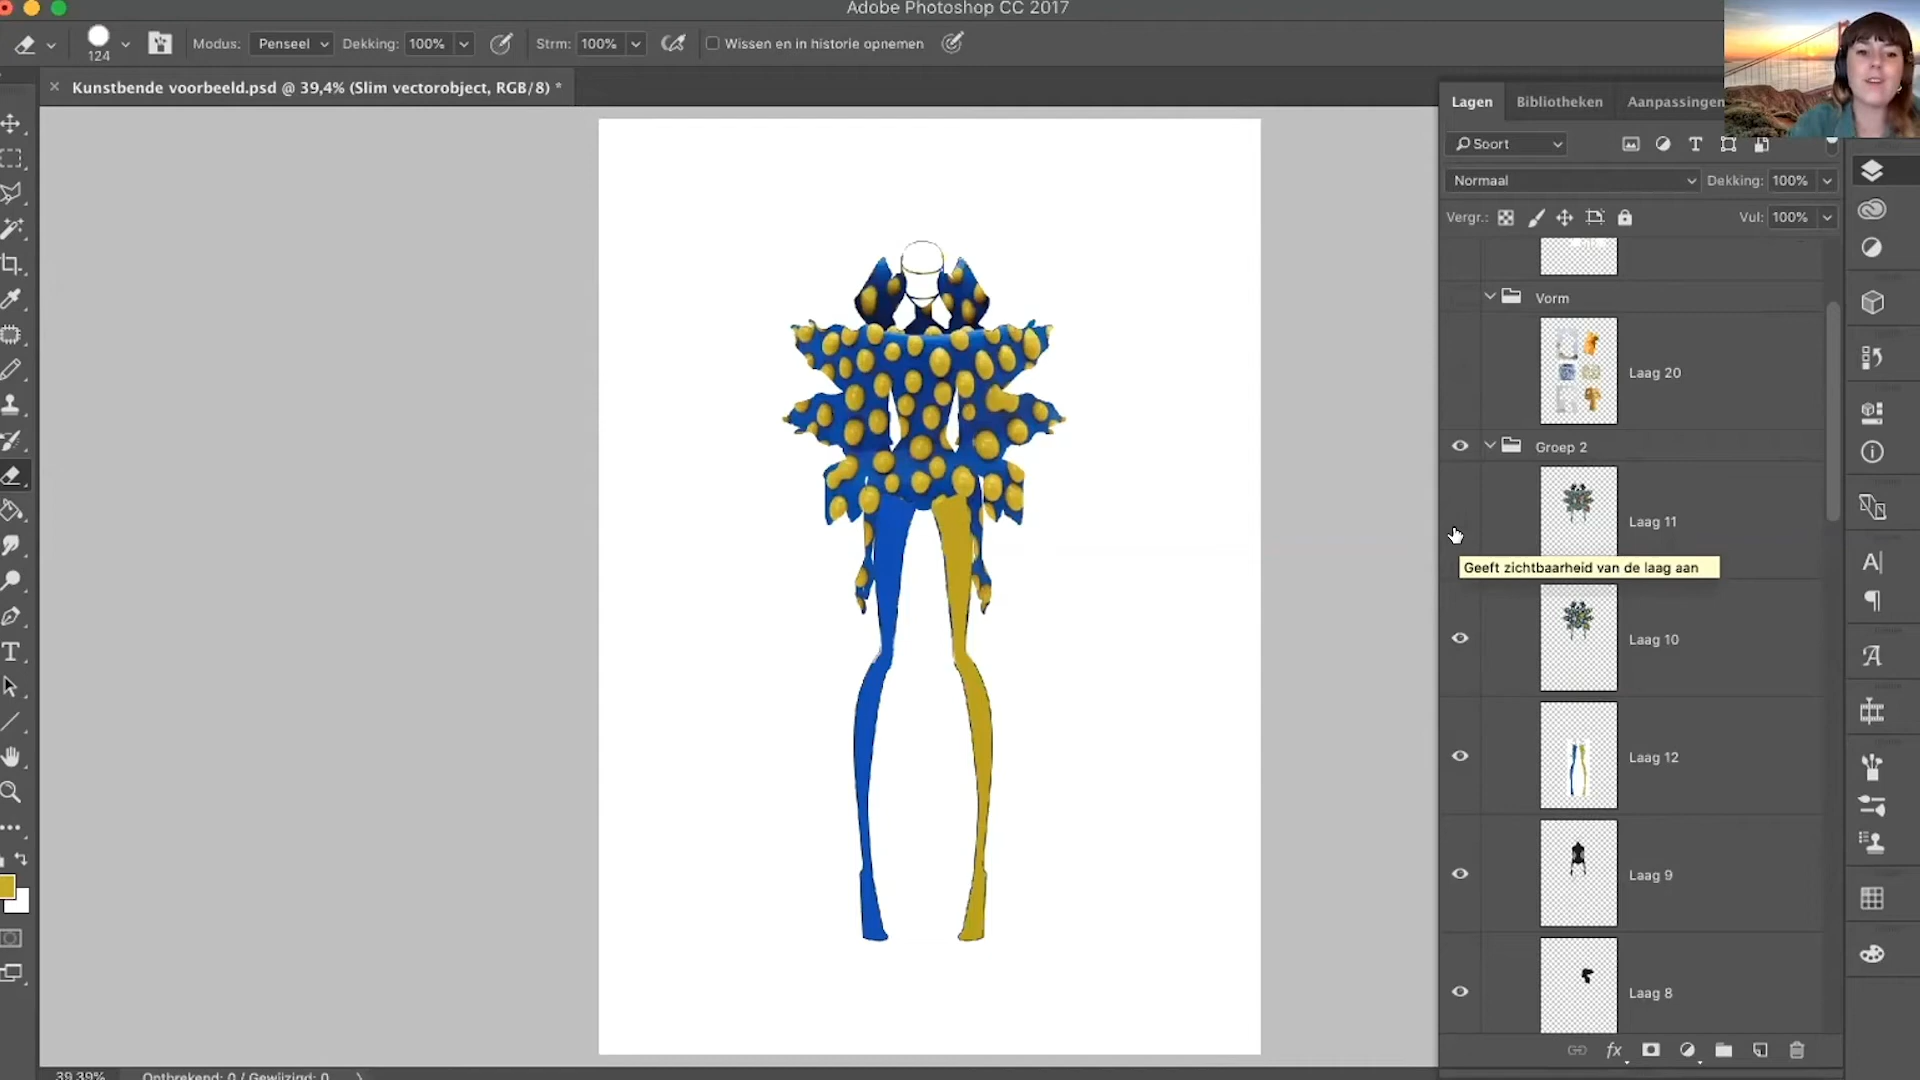 Adobe Photoshop CC 2017
124
Modus: Penseel Dekking: 100% Strm: 100% Wissen en in historie opnemen
× Kunstbende voorbeeld.psd @ 39,4% (Slim vectorobject, RGB/8) *
Lagen Bibliotheken Aanpassingen
Soort
Normaal Dekking: 100%
Vergr.: Vul: 100%
Vorm
Laag 20
Groep 2
Laag 11
Geeft zichtbaarheid van de laag aan
Laag 10
Laag 12
Laag 9
Laag 8
fx
39,39% Ontbrekend: 0 / Gewijzigd: 0